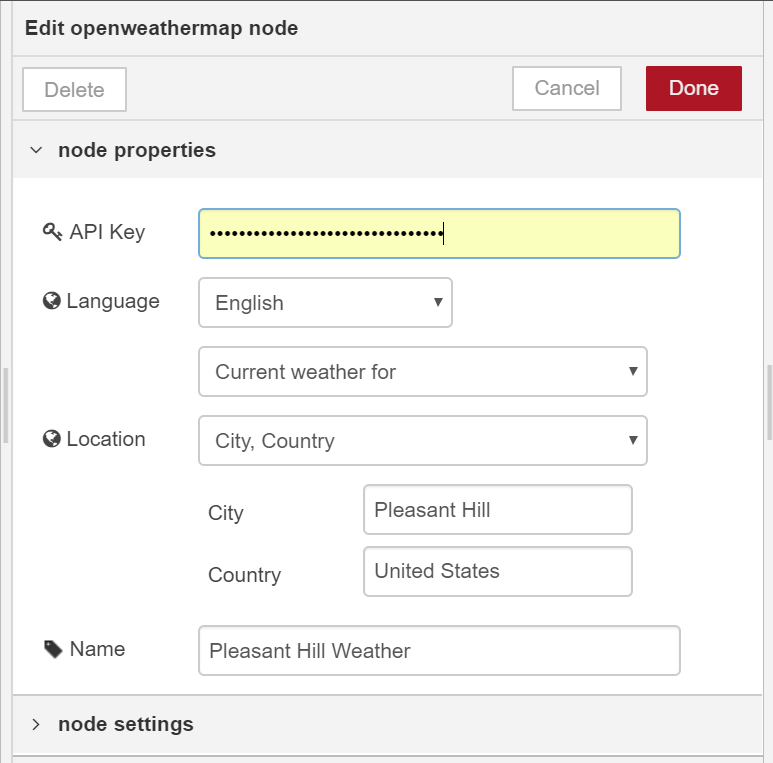 Edit openweathermap node
Delete Cancel Done
node properties
API Key ••••••••••••••••••••••••••••••••
Language English
Current weather for
Location City, Country
City Pleasant Hill
Country United States
Name Pleasant Hill Weather
node settings